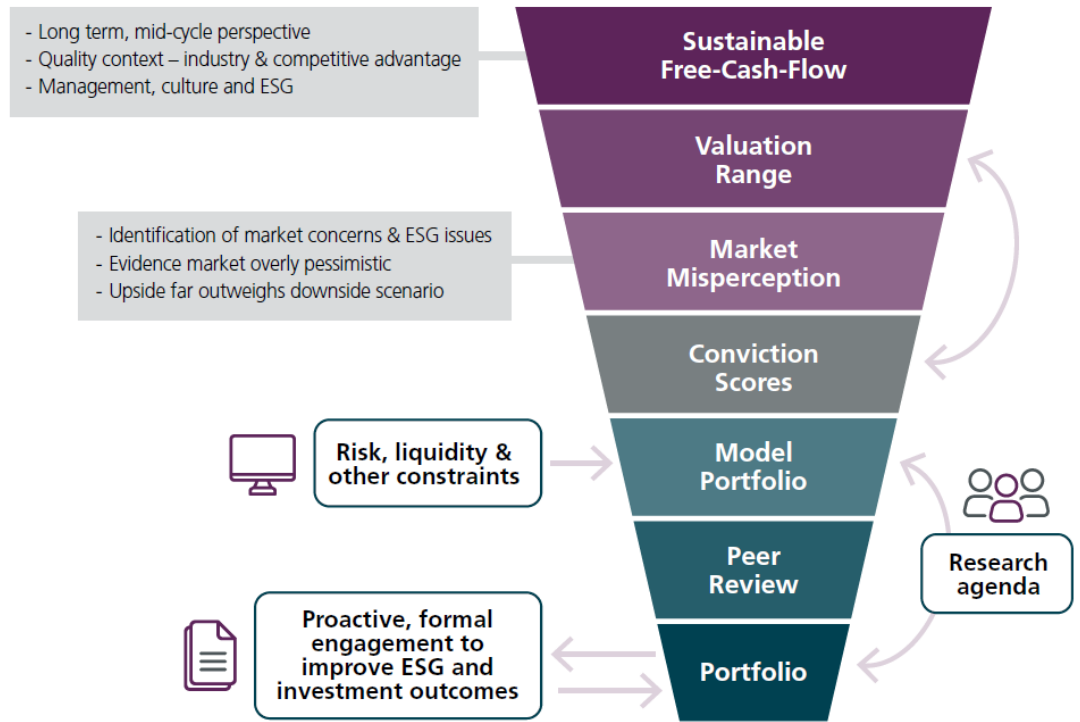 - Long term, mid-cycle perspective
- Quality context – industry & competitive advantage
- Management, culture and ESG
Sustainable
Free-Cash-Flow
Valuation
Range
- Identification of market concerns & ESG issues
- Evidence market overly pessimistic
- Upside far outweighs downside scenario
Market
Misperception
Conviction
Scores
Risk, liquidity &
other constraints
Model
Portfolio
Peer
Review
Research
agenda
Proactive, formal
engagement to
improve ESG and
investment outcomes
Portfolio